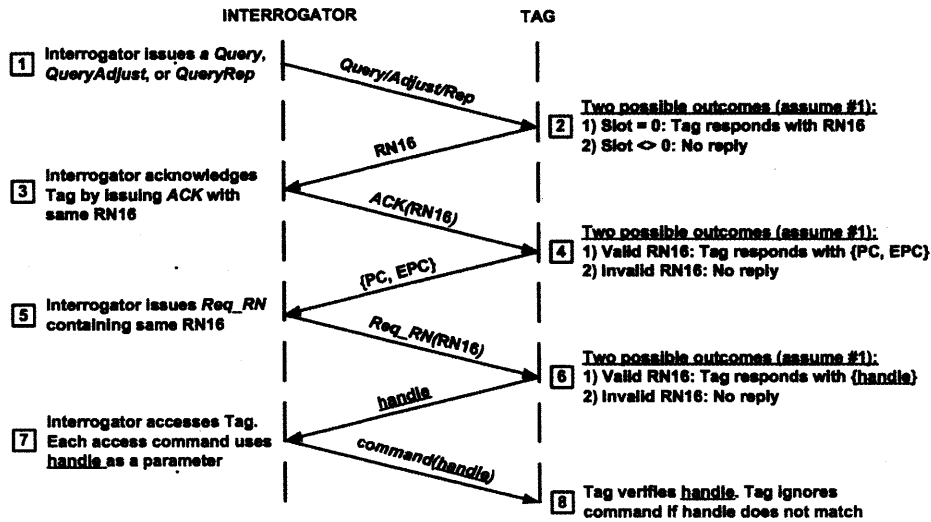 INTERROGATOR
TAG
1 Interrogator issues a Query,
QueryAdjust, or QueryRep
Query/Adjust/Rep
Two possible outcomes (assume #1):
2 1) Slot = 0: Tag responds with RN16
2) Slot <> 0: No reply
RN16
Interrogator acknowledges
3 Tag by issuing ACK with
same RN16
ACK(RN16)
Two possible outcomes (assume #1):
4 1) Valid RN16: Tag responds with {PC, EPC}
2) Invalid RN16: No reply
{PC, EPC}
5 Interrogator issues Req_RN
containing same RN16
Req_RN(RN16)
Two possible outcomes (assume #1):
6 1) Valid RN16: Tag responds with {handle}
2) Invalid RN16: No reply
handle
Interrogator accesses Tag.
7 Each access command uses
handle as a parameter
command(handle)
8 Tag verifies handle. Tag ignores
command if handle does not match